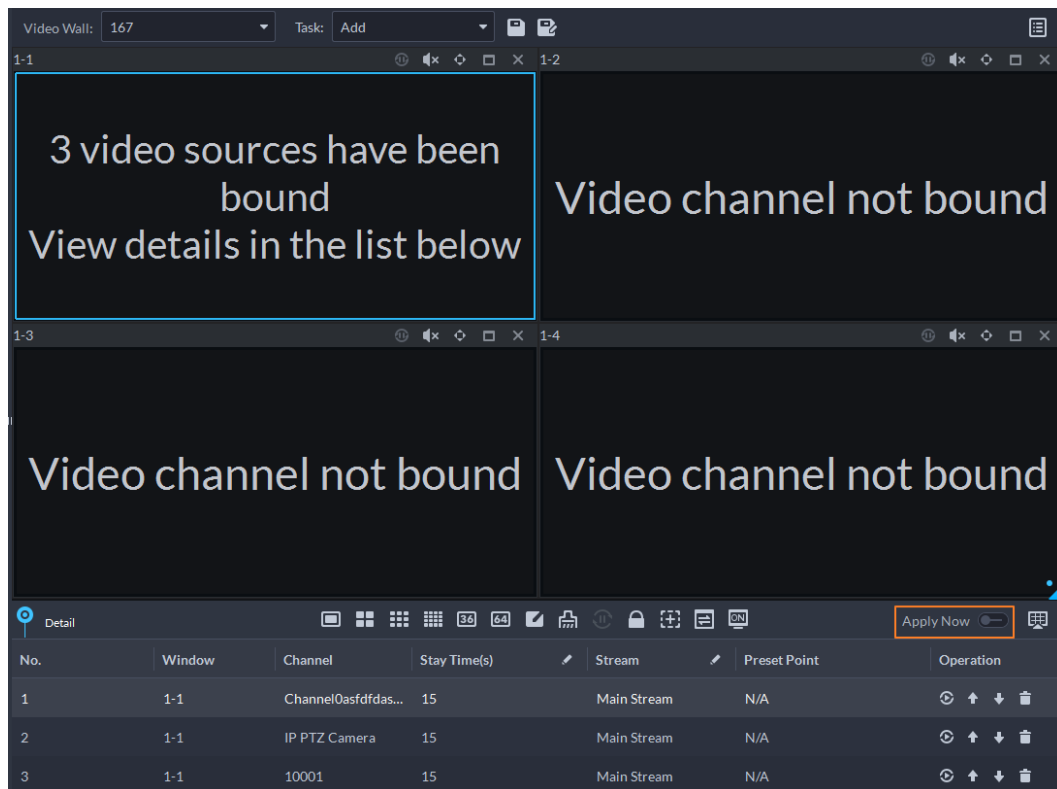 Video Wall: 167 Task: Add
1-1
1-2
3 video sources have been
bound
View details in the list below
Video channel not bound
1-3
1-4
Video channel not bound
Video channel not bound
Detail 36 64 ON Apply Now
No. Window Channel Stay Time(s) Stream Preset Point Operation
1 1-1 Channel0asfdfdas... 15 Main Stream N/A
2 1-1 IP PTZ Camera 15 Main Stream N/A
3 1-1 10001 15 Main Stream N/A